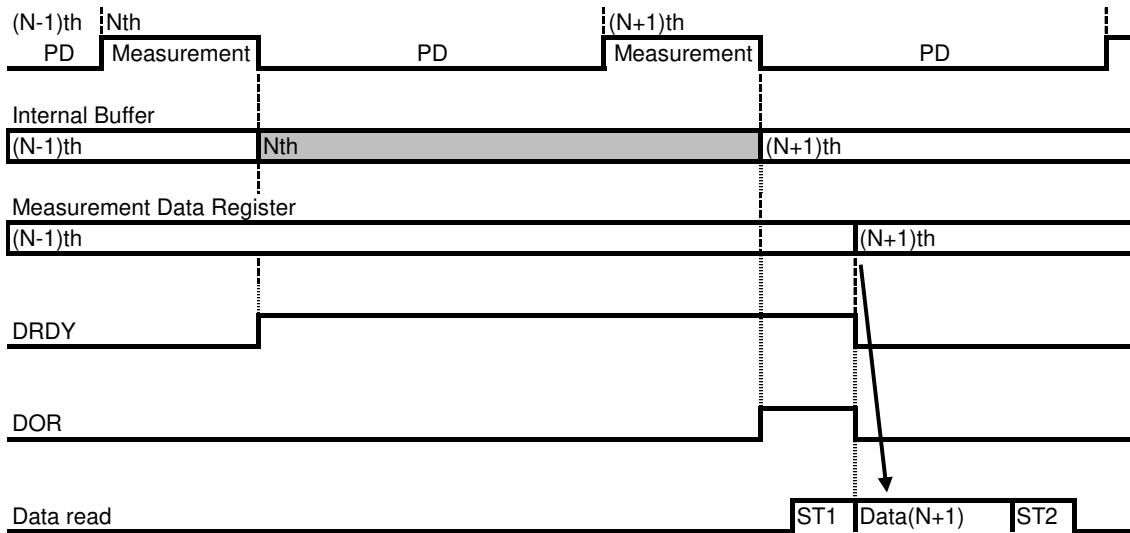 (N-1)th Nth (N+1)th
PD Measurement PD Measurement PD
Internal Buffer
(N-1)th Nth (N+1)th
Measurement Data Register
(N-1)th (N+1)th
DRDY
DOR
Data read ST1 Data(N+1) ST2